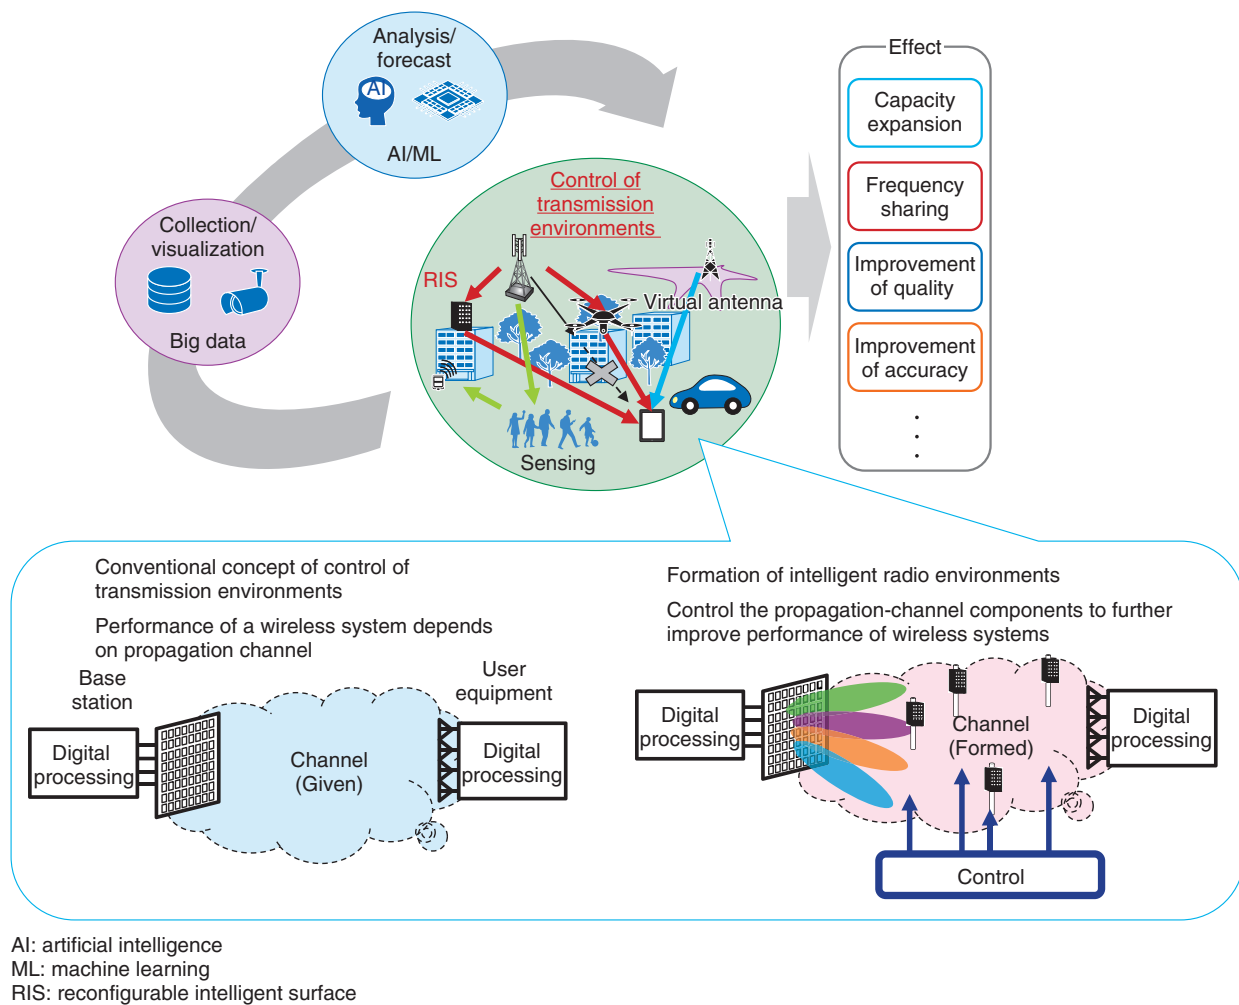 Analysis/
forecast
AI
AI/ML
Collection/
visualization
Big data
Control of
transmission
environments
RIS
Virtual antenna
Sensing
Effect
Capacity
expansion
Frequency
sharing
Improvement
of quality
Improvement
of accuracy
Conventional concept of control of
transmission environments
Performance of a wireless system depends
on propagation channel
Base
station
User
equipment
Digital
processing
Channel
(Given)
Digital
processing
Formation of intelligent radio environments
Control the propagation-channel components to further
improve performance of wireless systems
Digital
processing
Channel
(Formed)
Digital
processing
Control
AI: artificial intelligence
ML: machine learning
RIS: reconfigurable intelligent surface